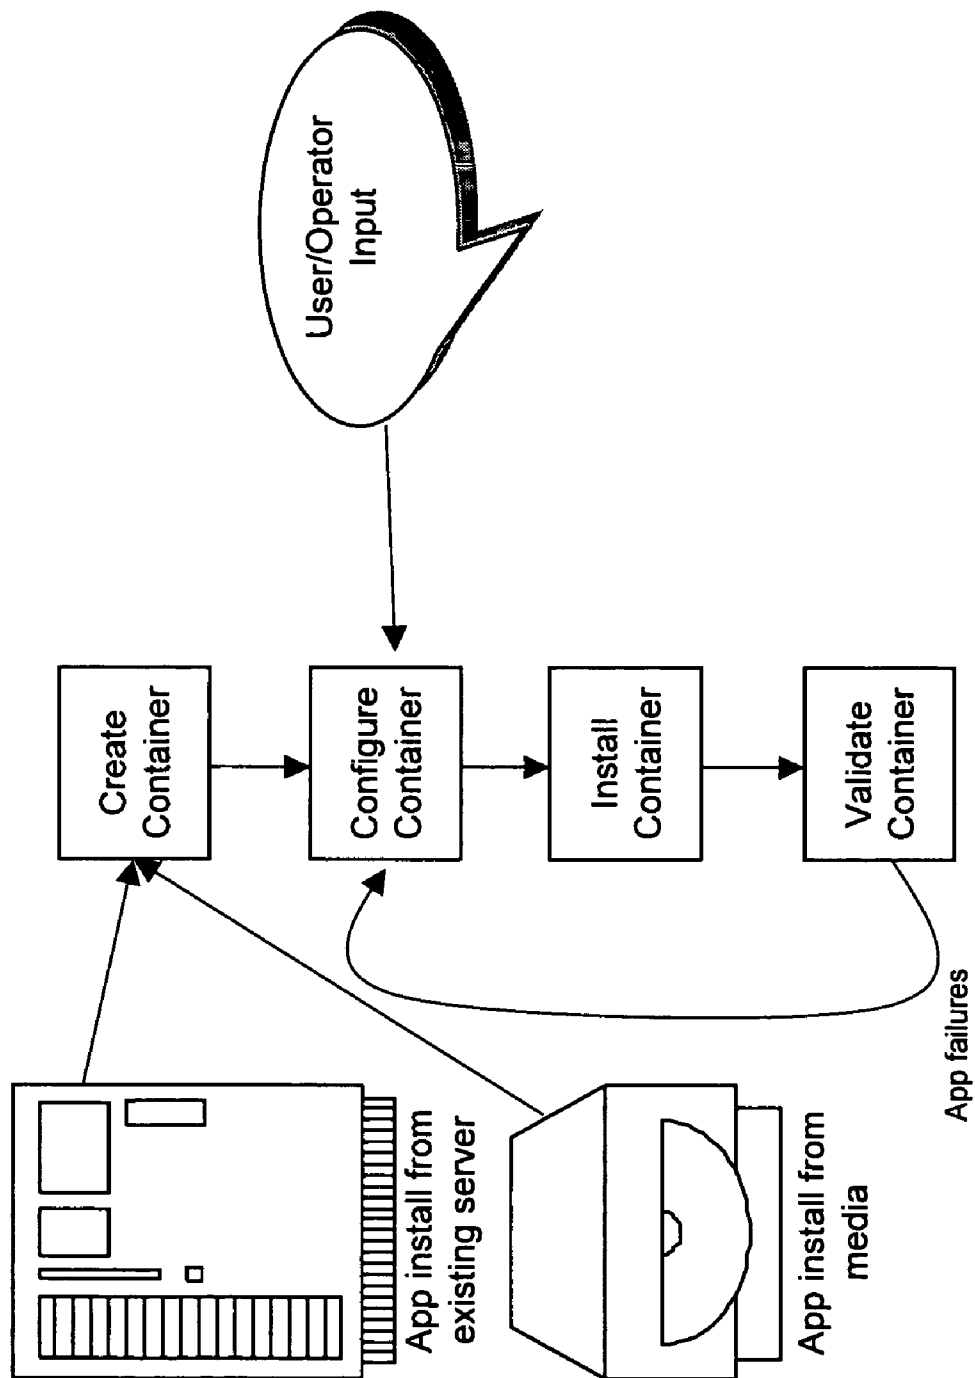 User/Operator
Input
Create
Container
Configure
Container
Install
Container
Validate
Container
App install from
existing server
App install from
media
App failures